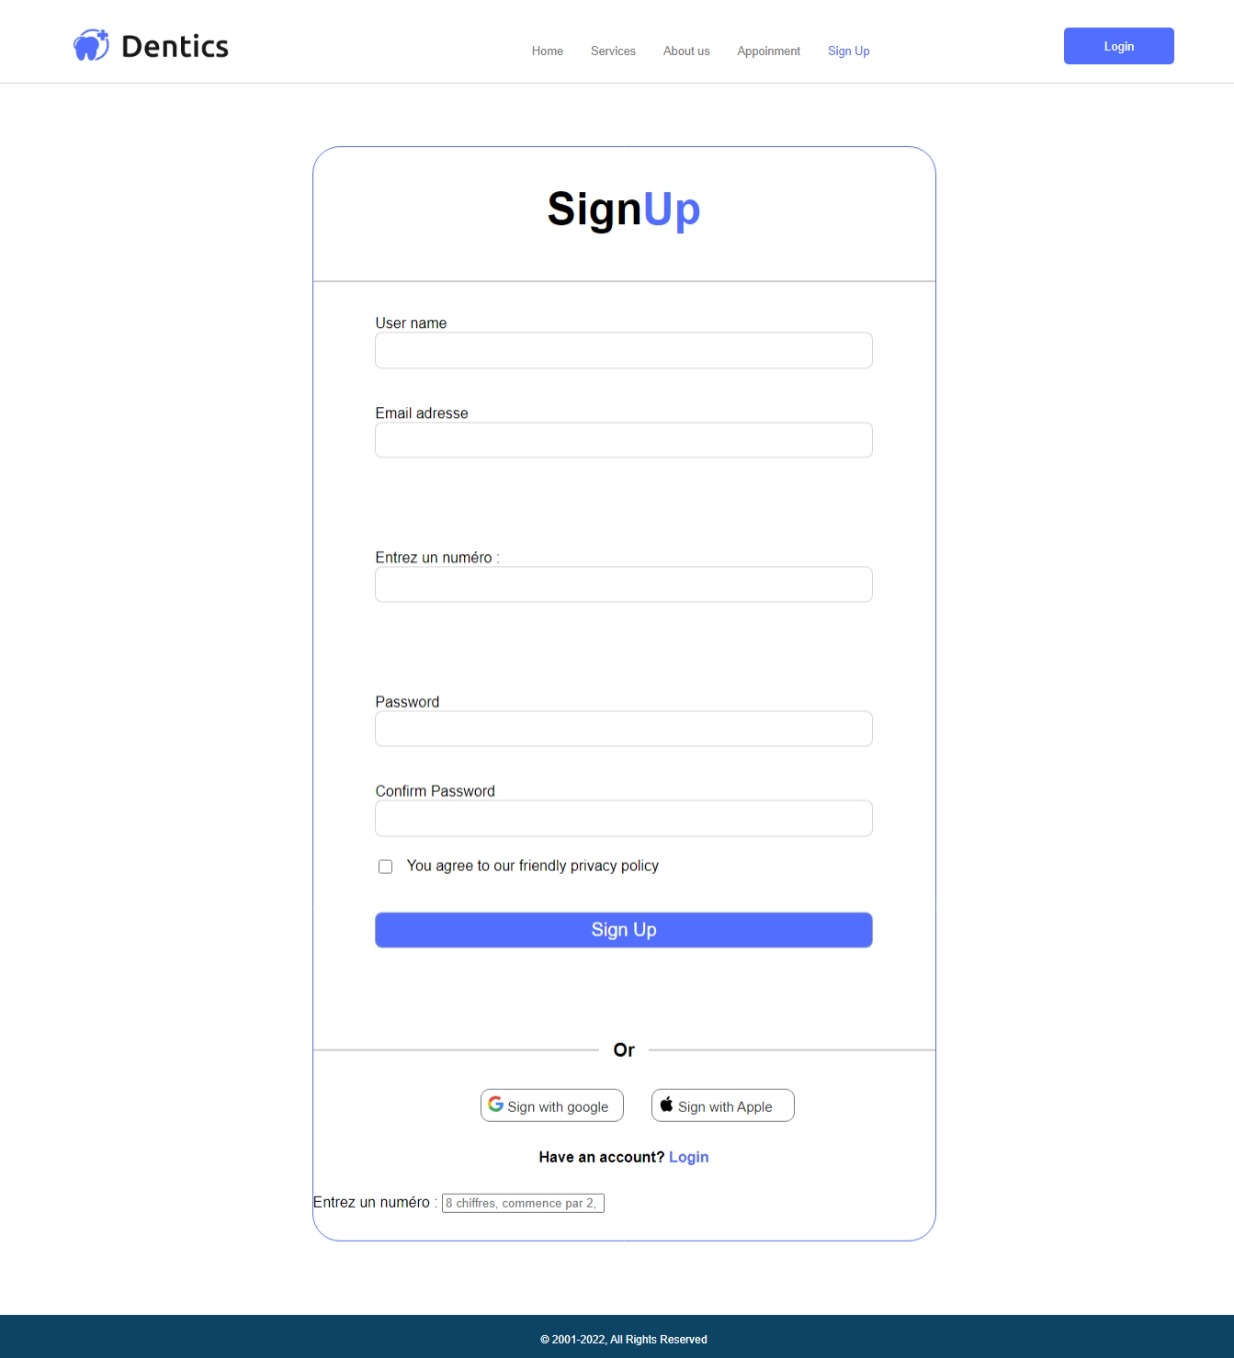 Dentics
Home Services About us Appoinment Sign Up
Login
SignUp
User name
Email adresse
Entrez un numéro :
Password
Confirm Password
You agree to our friendly privacy policy
Sign Up
Or
Sign with google Sign with Apple
Have an account? Login
Entrez un numéro : 8 chiffres, commence par 2,
© 2001-2022, All Rights Reserved